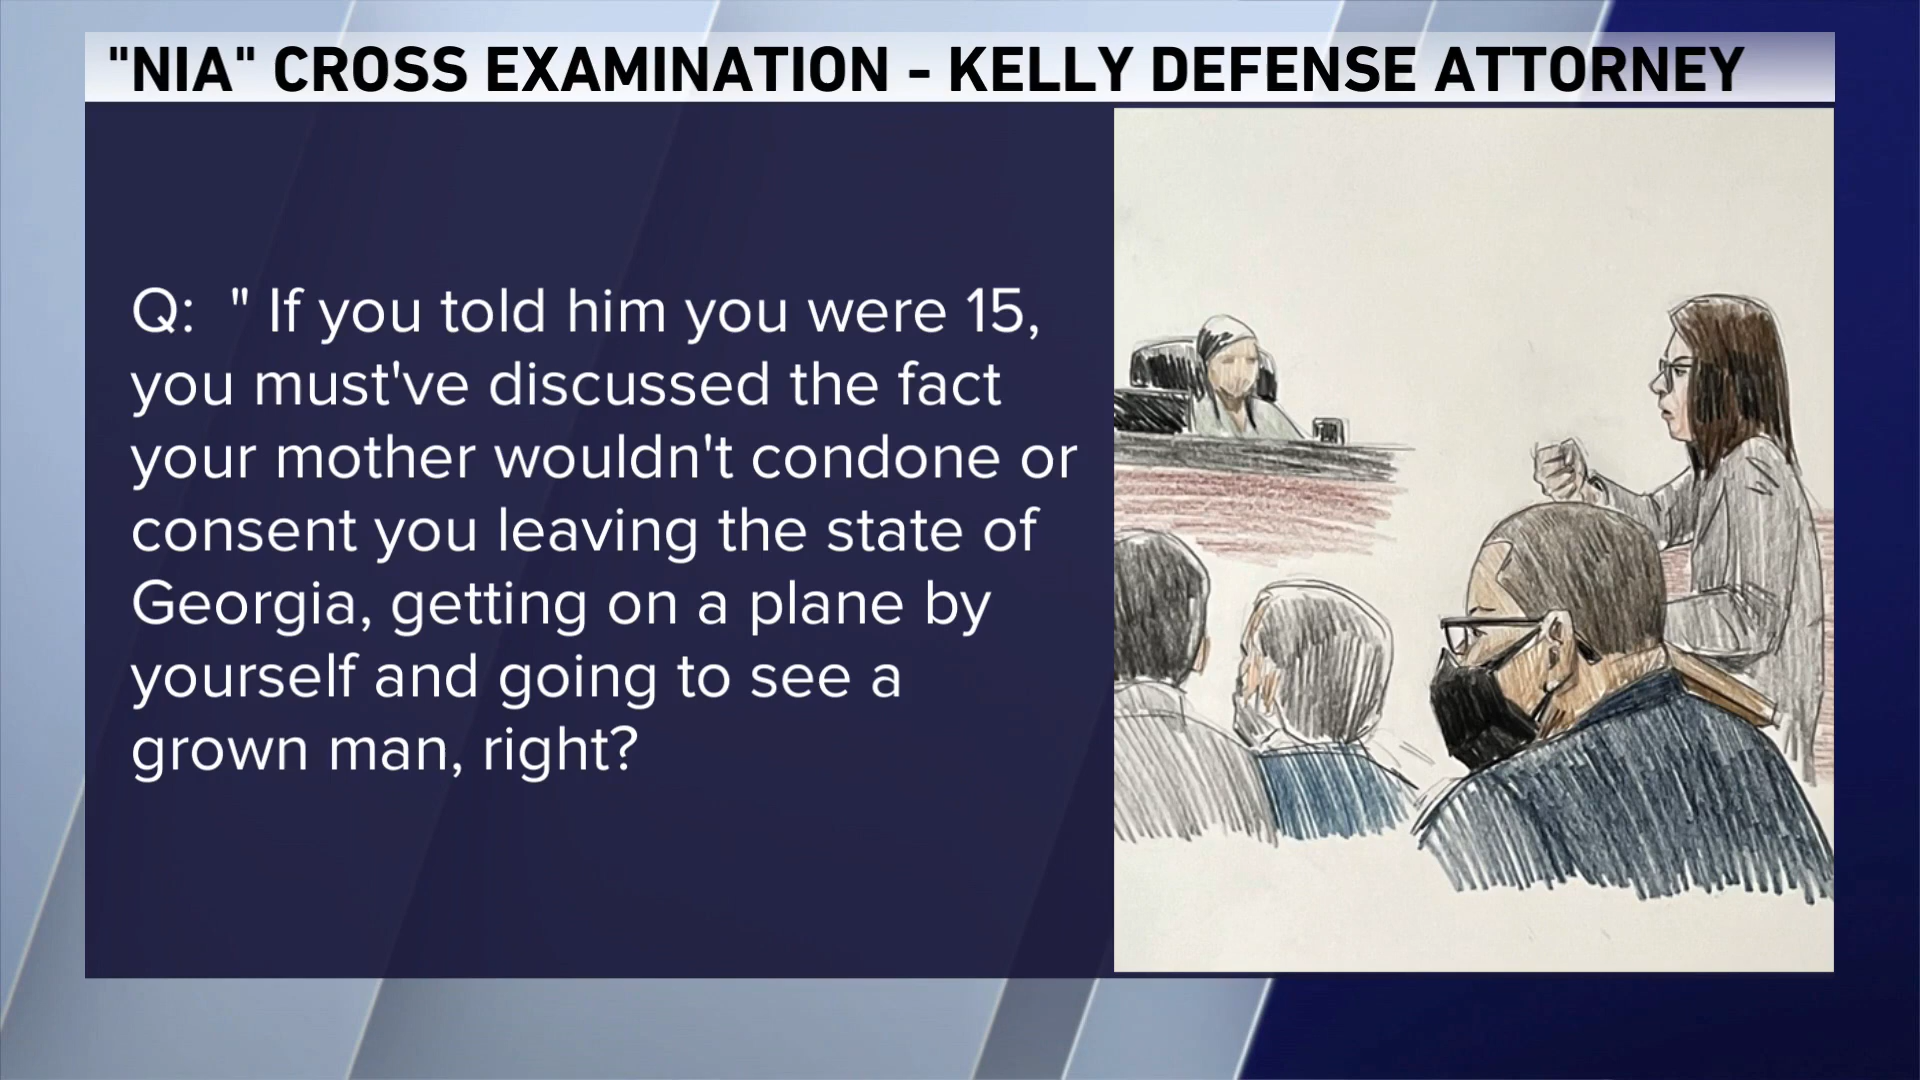 "NIA" CROSS EXAMINATION - KELLY DEFENSE ATTORNEY
Q:  " If you told him you were 15,
you must've discussed the fact
your mother wouldn't condone or
consent you leaving the state of
Georgia, getting on a plane by
yourself and going to see a
grown man, right?